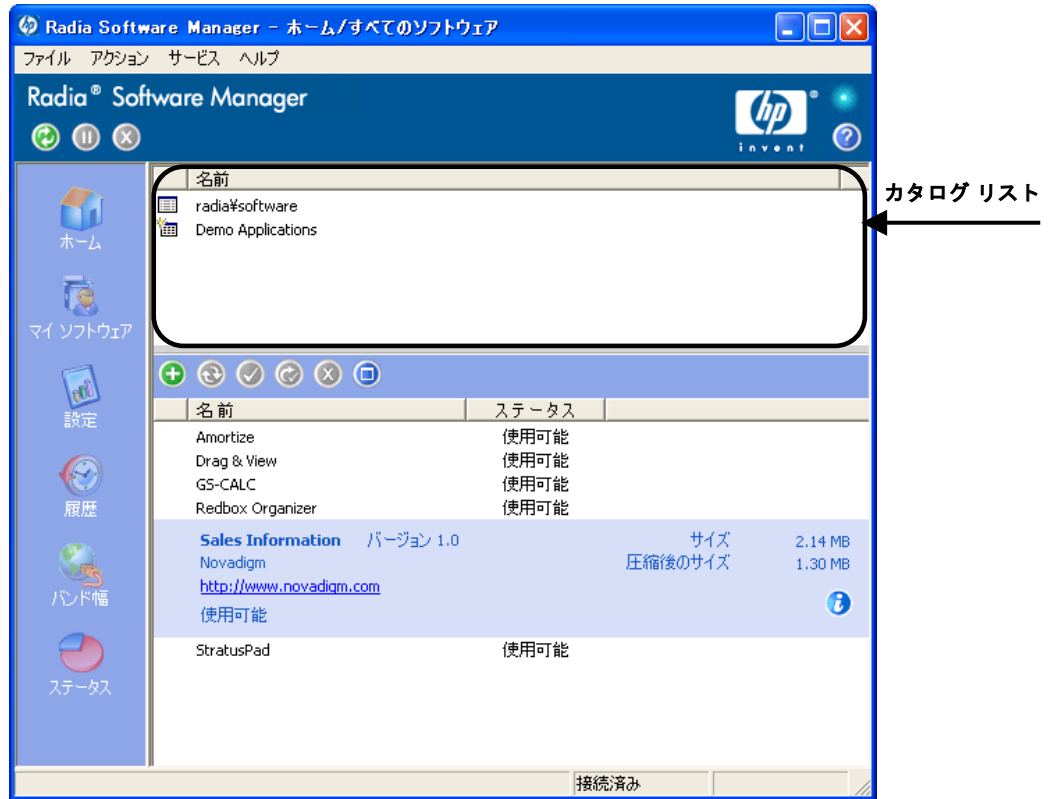 Radia Software Manager - ホーム/すべてのソフトウェア
ファイル アクション サービス ヘルプ
Radia® Software Manager
hp ®
invent
名前
radia¥software
Demo Applications
カタログ リスト
ホーム
マイ ソフトウェア
設定
履歴
バンド幅
ステータス
名前 ステータス
Amortize 使用可能
Drag & View 使用可能
GS-CALC 使用可能
Redbox Organizer 使用可能
Sales Information バージョン 1.0 サイズ 2.14 MB
Novadigm 圧縮後のサイズ 1.30 MB
http://www.novadigm.com
使用可能
StratusPad 使用可能
接続済み